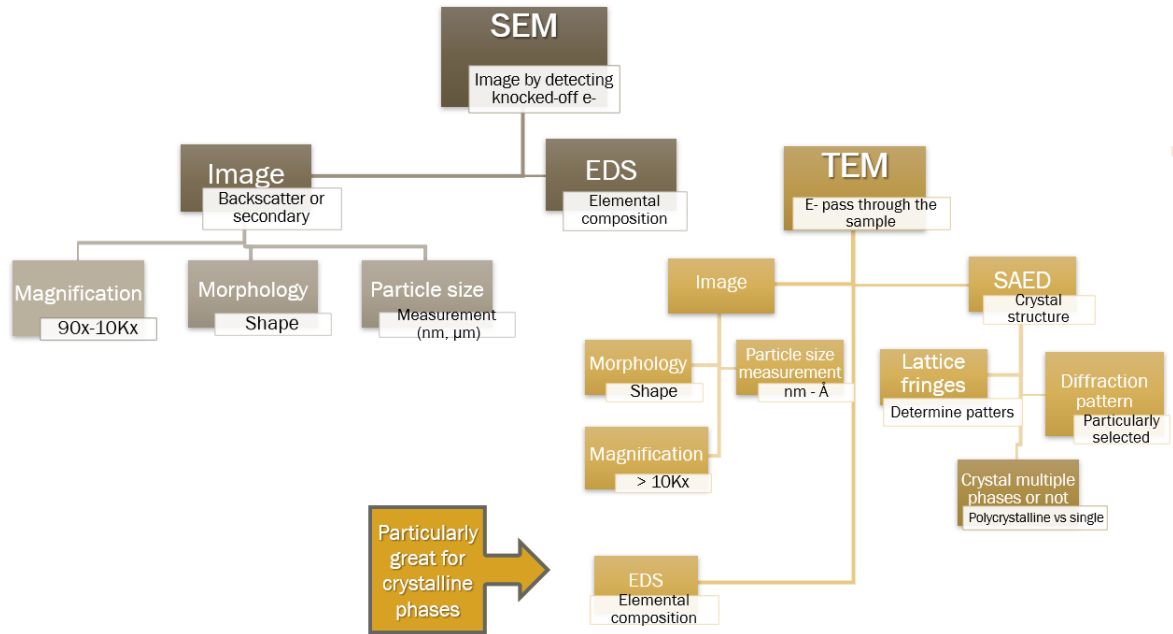 SEM
Image by detecting
knocked-off e-
Image
Backscatter or
secondary
EDS
Elemental
composition
Magnification
90x-10Kx
Morphology
Shape
Particle size
Measurement
(nm, µm)
TEM
E- pass through the
sample
Image
Morphology
Shape
Particle size
measurement
nm - Å
Magnification
> 10Kx
SAED
Crystal
structure
Lattice
fringes
Determine patters
Diffraction
pattern
Particularly
selected
Crystal multiple
phases or not
Polycrystalline vs single
EDS
Elemental
composition
Particularly
great for
crystalline
phases